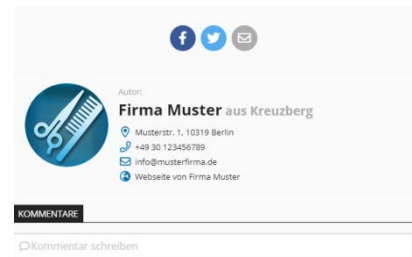 Autor:
Firma Muster aus Kreuzberg
Musterstr. 1, 10319 Berlin
+49 30 123456789
info@musterfirma.de
Webseite von Firma Muster
KOMMENTARE
Kommentar schreiben